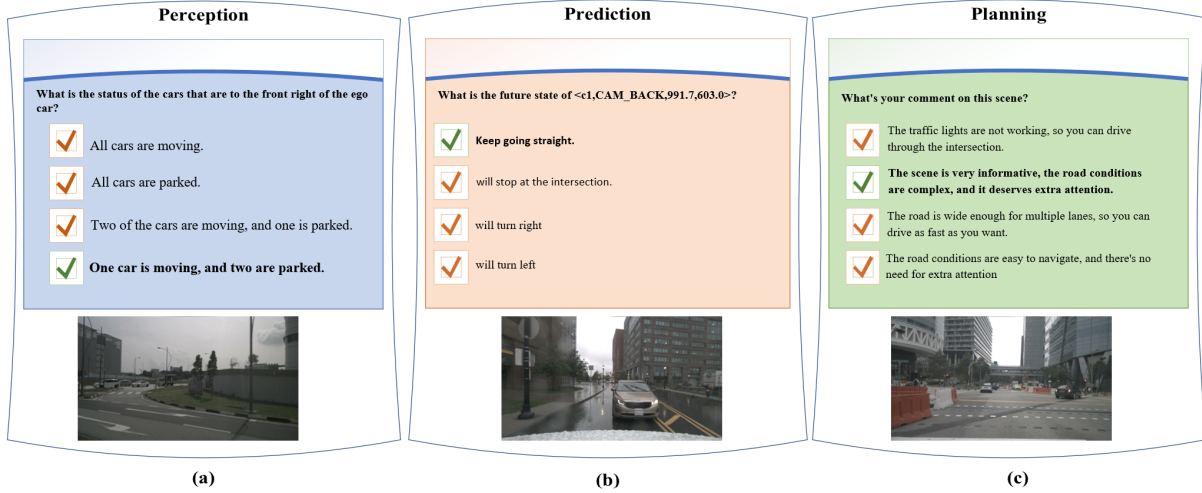 Perception
What is the status of the cars that are to the front right of the ego
car?
All cars are moving.
All cars are parked.
Two of the cars are moving, and one is parked.
One car is moving, and two are parked.
(a)
Prediction
What is the future state of <c1,CAM_BACK,991.7,603.0>?
Keep going straight.
will stop at the intersection.
will turn right
will turn left
(b)
Planning
What's your comment on this scene?
The traffic lights are not working, so you can drive
through the intersection.
The scene is very informative, the road conditions
are complex, and it deserves extra attention.
The road is wide enough for multiple lanes, so you can
drive as fast as you want.
The road conditions are easy to navigate, and there's no
need for extra attention
(c)